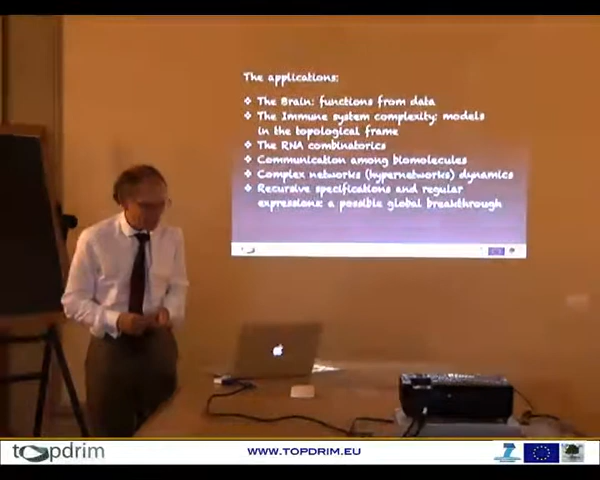 The applications:
❖ The Brain: functions from data
❖ The Immune system complexity: models
in the topological frame
❖ The RNA combinatorics
❖ Communication among biomolecules
❖ Complex networks (hypernetworks) dynamics
❖ Recursive specifications and regular
expressions: a possible global breakthrough
topdrim
WWW.TOPDRIM.EU